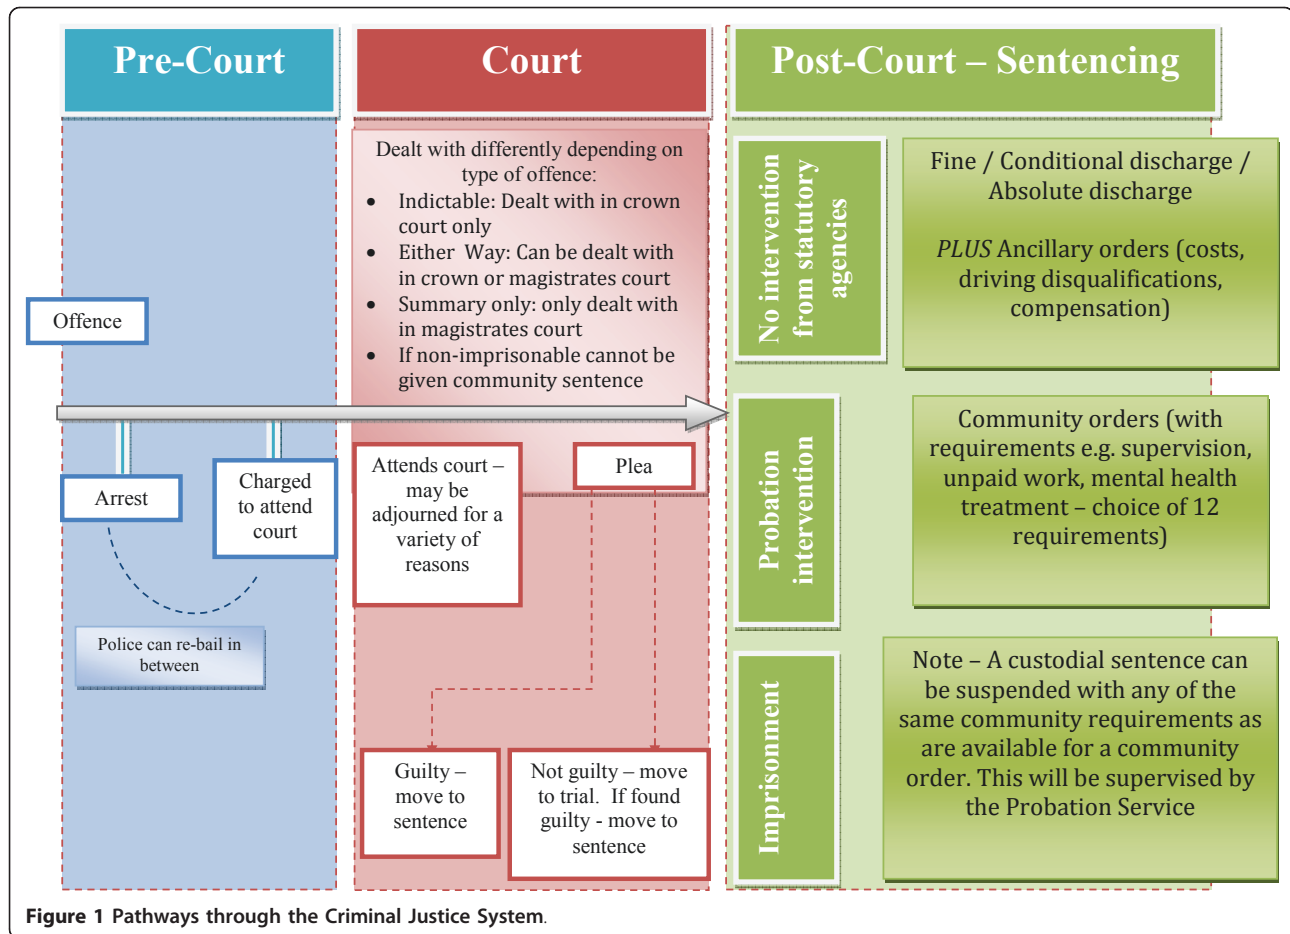 Pre-Court
Court
Post-Court – Sentencing
Offence
Arrest
Charged
to attend
court
Police can re-bail in
between
Dealt with differently depending on
type of offence:
• Indictable: Dealt with in crown
court only
• Either Way: Can be dealt with
in crown or magistrates court
• Summary only: only dealt with
in magistrates court
• If non-imprisonable cannot be
given community sentence
Attends court –
may be
adjourned for a
variety of
reasons
Plea
Guilty –
move to
sentence
Not guilty – move
to trial. If found
guilty - move to
sentence
No intervention
from statutory
agencies
Fine / Conditional discharge /
Absolute discharge
PLUS Ancillary orders (costs,
driving disqualifications,
compensation)
Probation
intervention
Community orders (with
requirements e.g. supervision,
unpaid work, mental health
treatment – choice of 12
requirements)
Imprisonment
Note – A custodial sentence can
be suspended with any of the
same community requirements as
are available for a community
order. This will be supervised by
the Probation Service
Figure 1 Pathways through the Criminal Justice System.